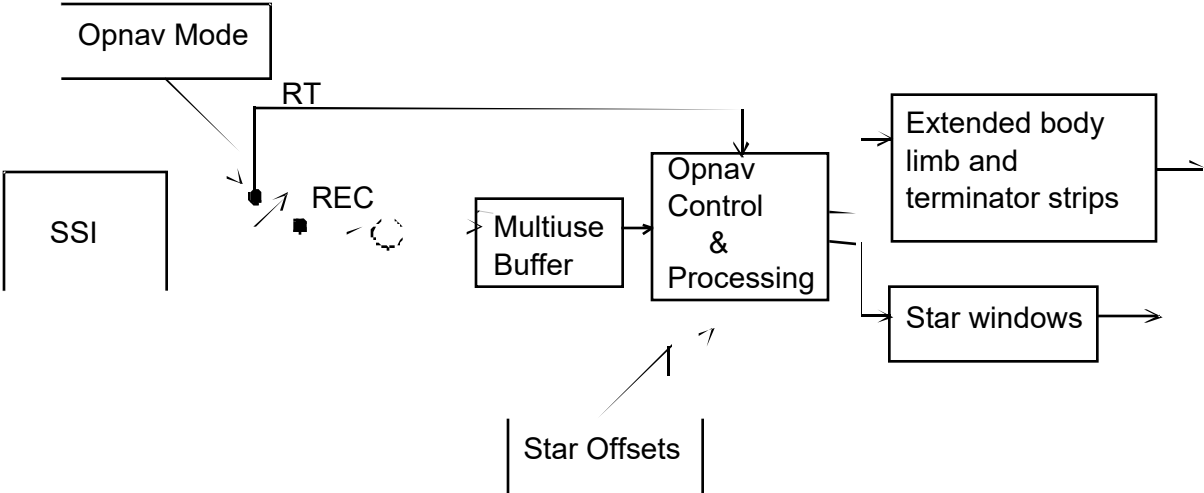 Opnav Mode
RT
SSI
REC
Multiuse
Buffer
Opnav
Control
&
Processing
Extended body
limb and
terminator strips
Star windows
Star Offsets